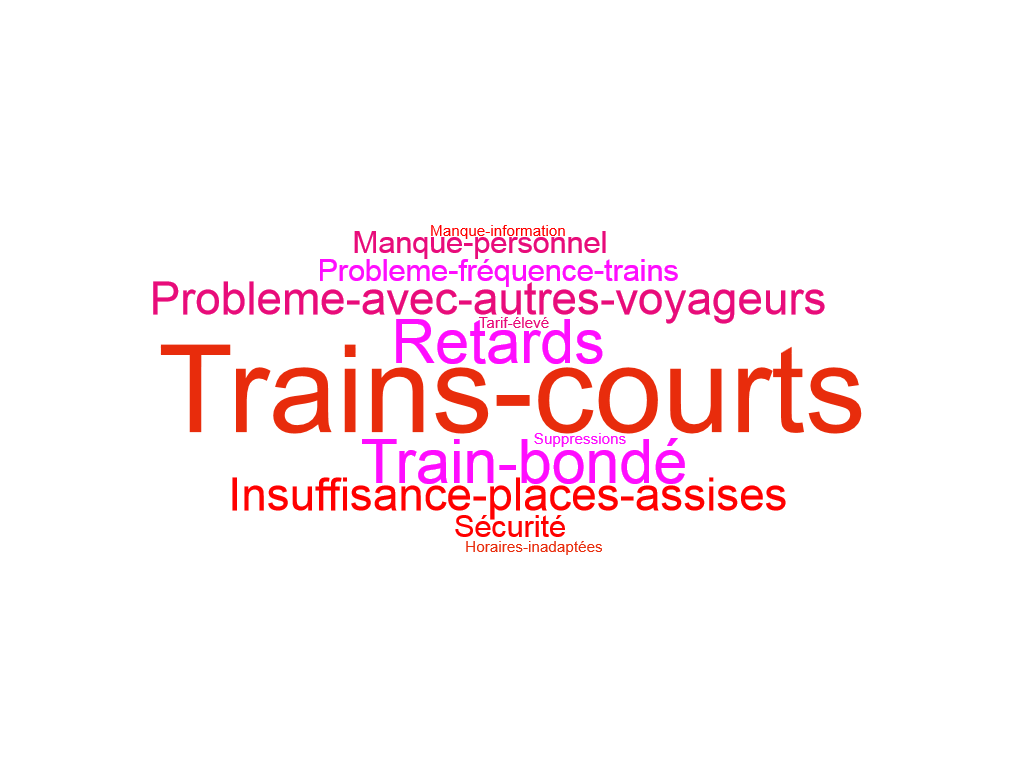 Manque-information
Manque-personnel
Probleme-fréquence-trains
Probleme-avec-autres-voyageurs
Tarif-élevé
Retards
Trains-courts
Suppressions
Train-bondé
Insuffisance-places-assises
Sécurité
Horaires-inadaptées